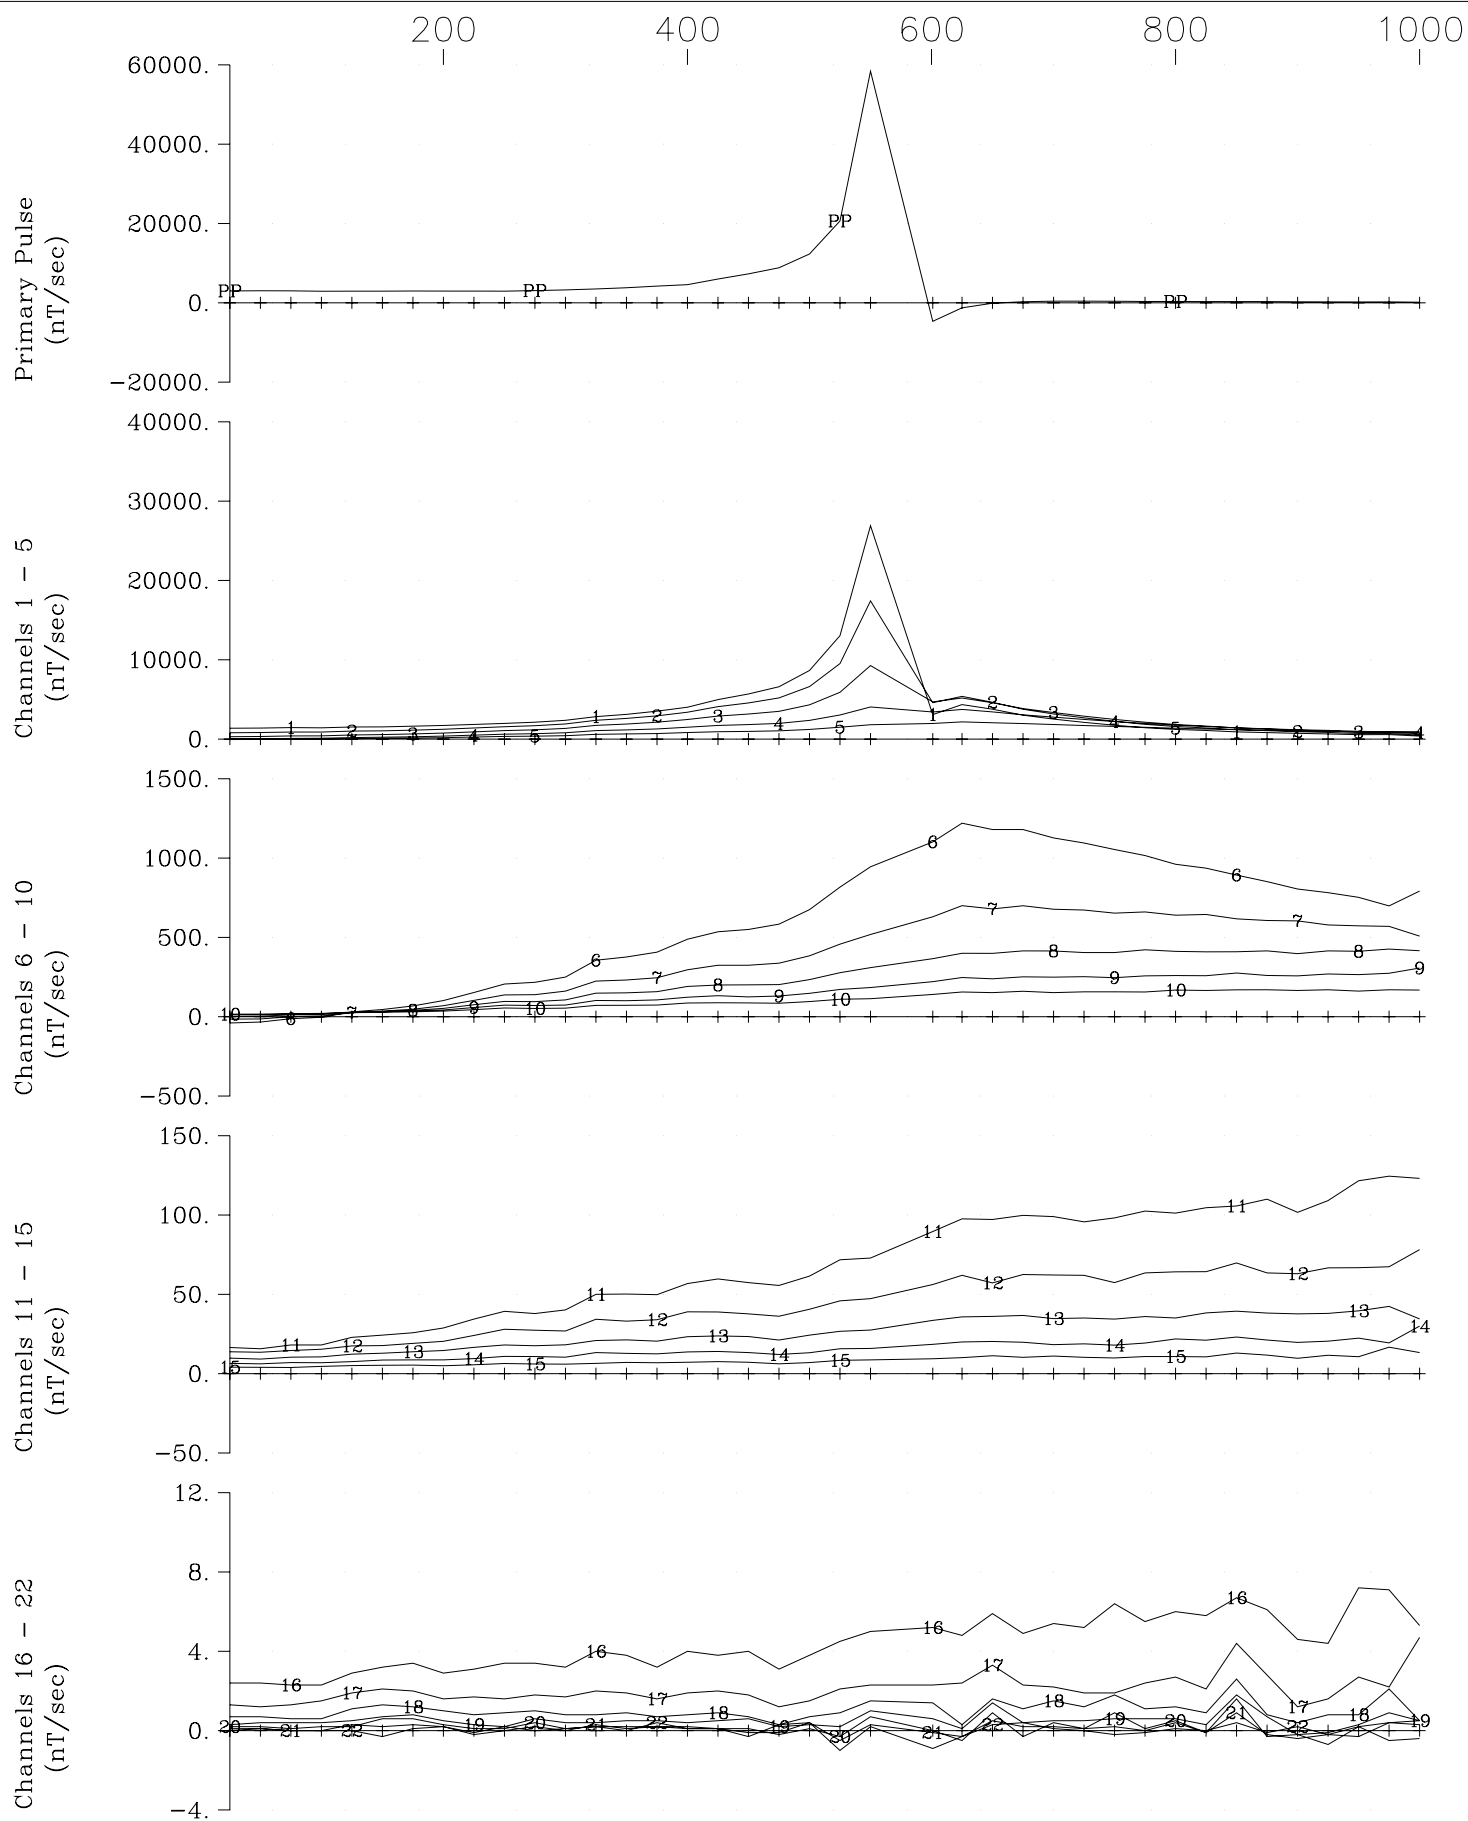 200 400 600 800 1000
Primary Pulse
(nT/sec)
60000.
40000.
20000.
0.
-20000.
PP PP PP PP
Channels 1 - 5
(nT/sec)
40000.
30000.
20000.
10000.
0.
1 2 3 4 5 1 2 3 4 5 1 2 3 4 5 1 2 3 4
Channels 6 - 10
(nT/sec)
1500.
1000.
500.
0.
-500.
10 6 7 8 9 10 6 7 8 9 10 6 7 8 9 10 6 7 8 9
Channels 11 - 15
(nT/sec)
150.
100.
50.
0.
-50.
15 11 12 13 14 15 11 12 13 14 15 11 12 13 14 15 11 12 13 14
Channels 16 - 22
(nT/sec)
12.
8.
4.
0.
-4.
20 21 16 22 17 18 19 20 21 16 22 17 18 19 20 21 16 22 17 18 19 20 21 16 22 17 18 19